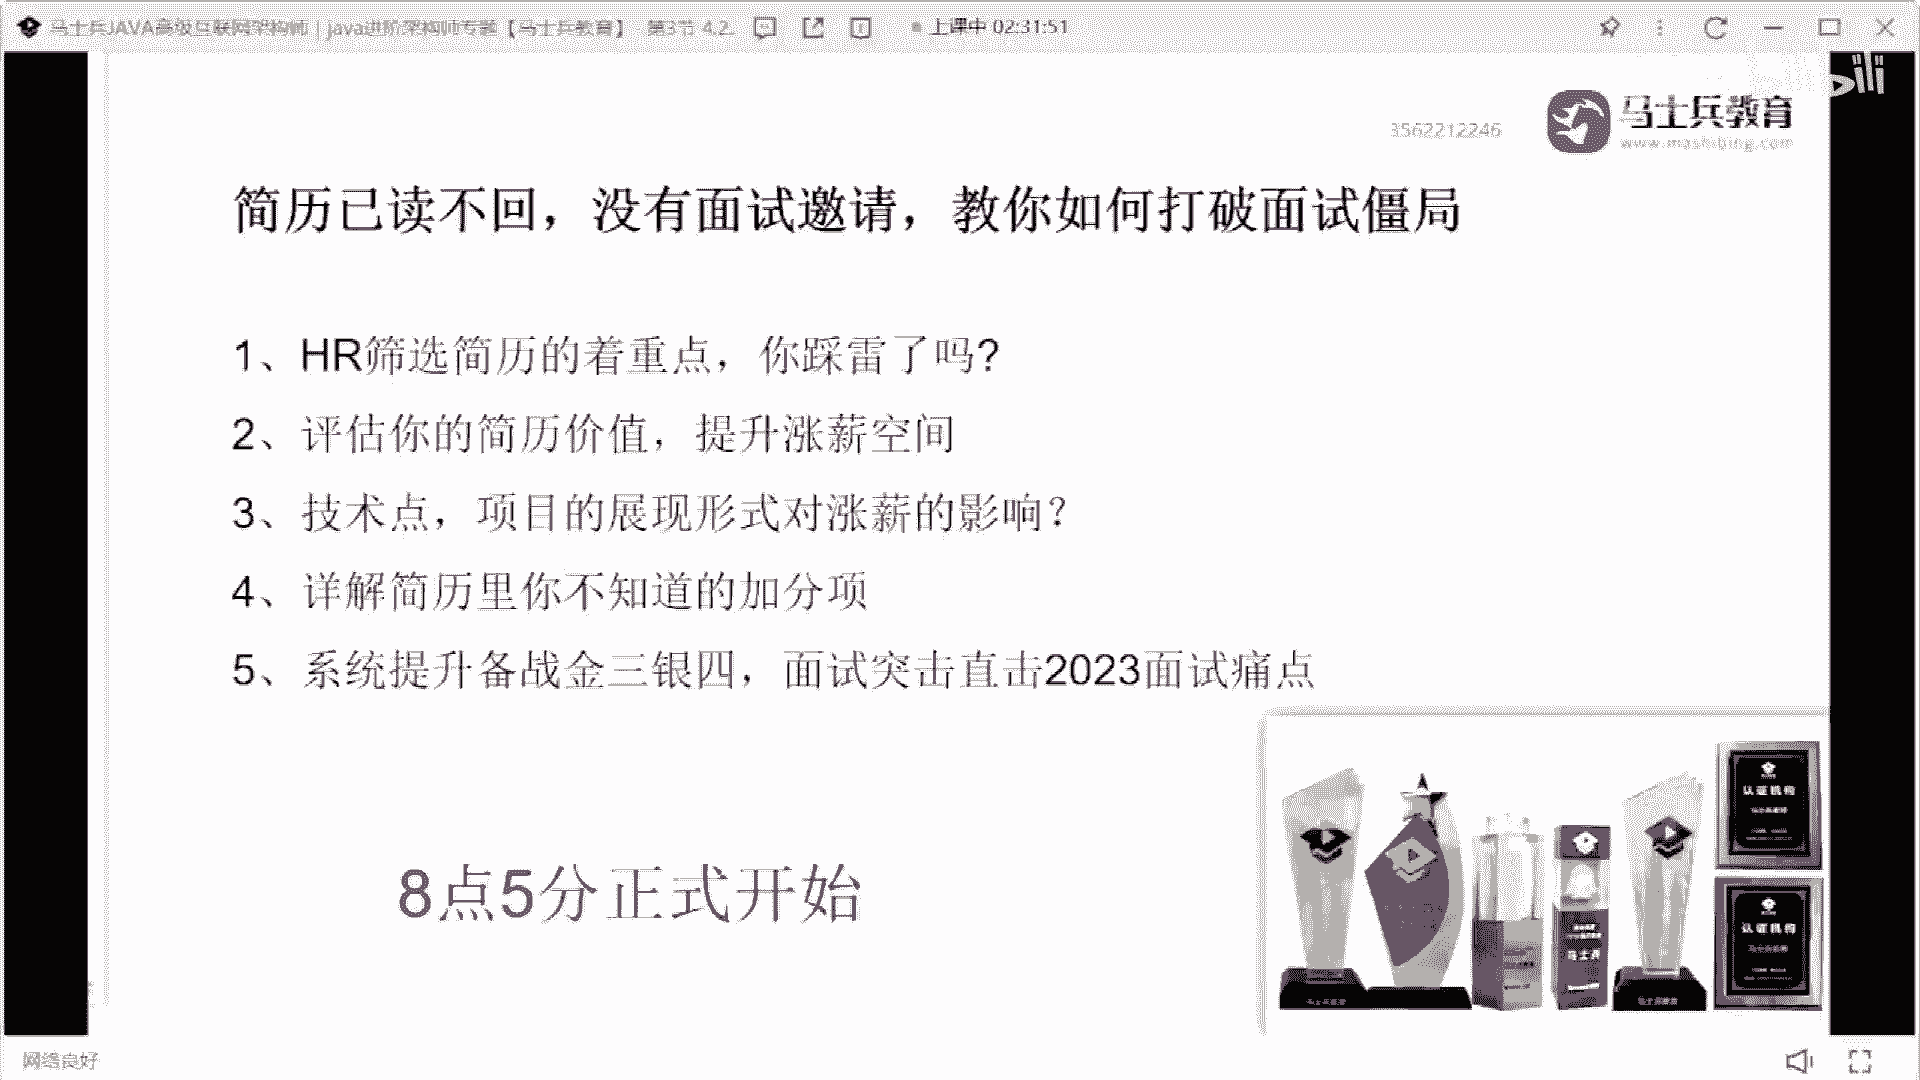 马士兵JAVA高级互联网架构师 | java进阶架构师专题【马士兵教育】 第3节 4.2. 上课中 02:31:51
bilibili
3562212246
马士兵教育
www.mashibing.com
简历已读不回，没有面试邀请，教你如何打破面试僵局
1、HR筛选简历的着重点，你踩雷了吗?
2、评估你的简历价值，提升涨薪空间
3、技术点，项目的展现形式对涨薪的影响？
4、详解简历里你不知道的加分项
5、系统提升备战金三银四，面试突击直击2023面试痛点
8点5分正式开始
认证机构
认证机构
马士兵
网络良好